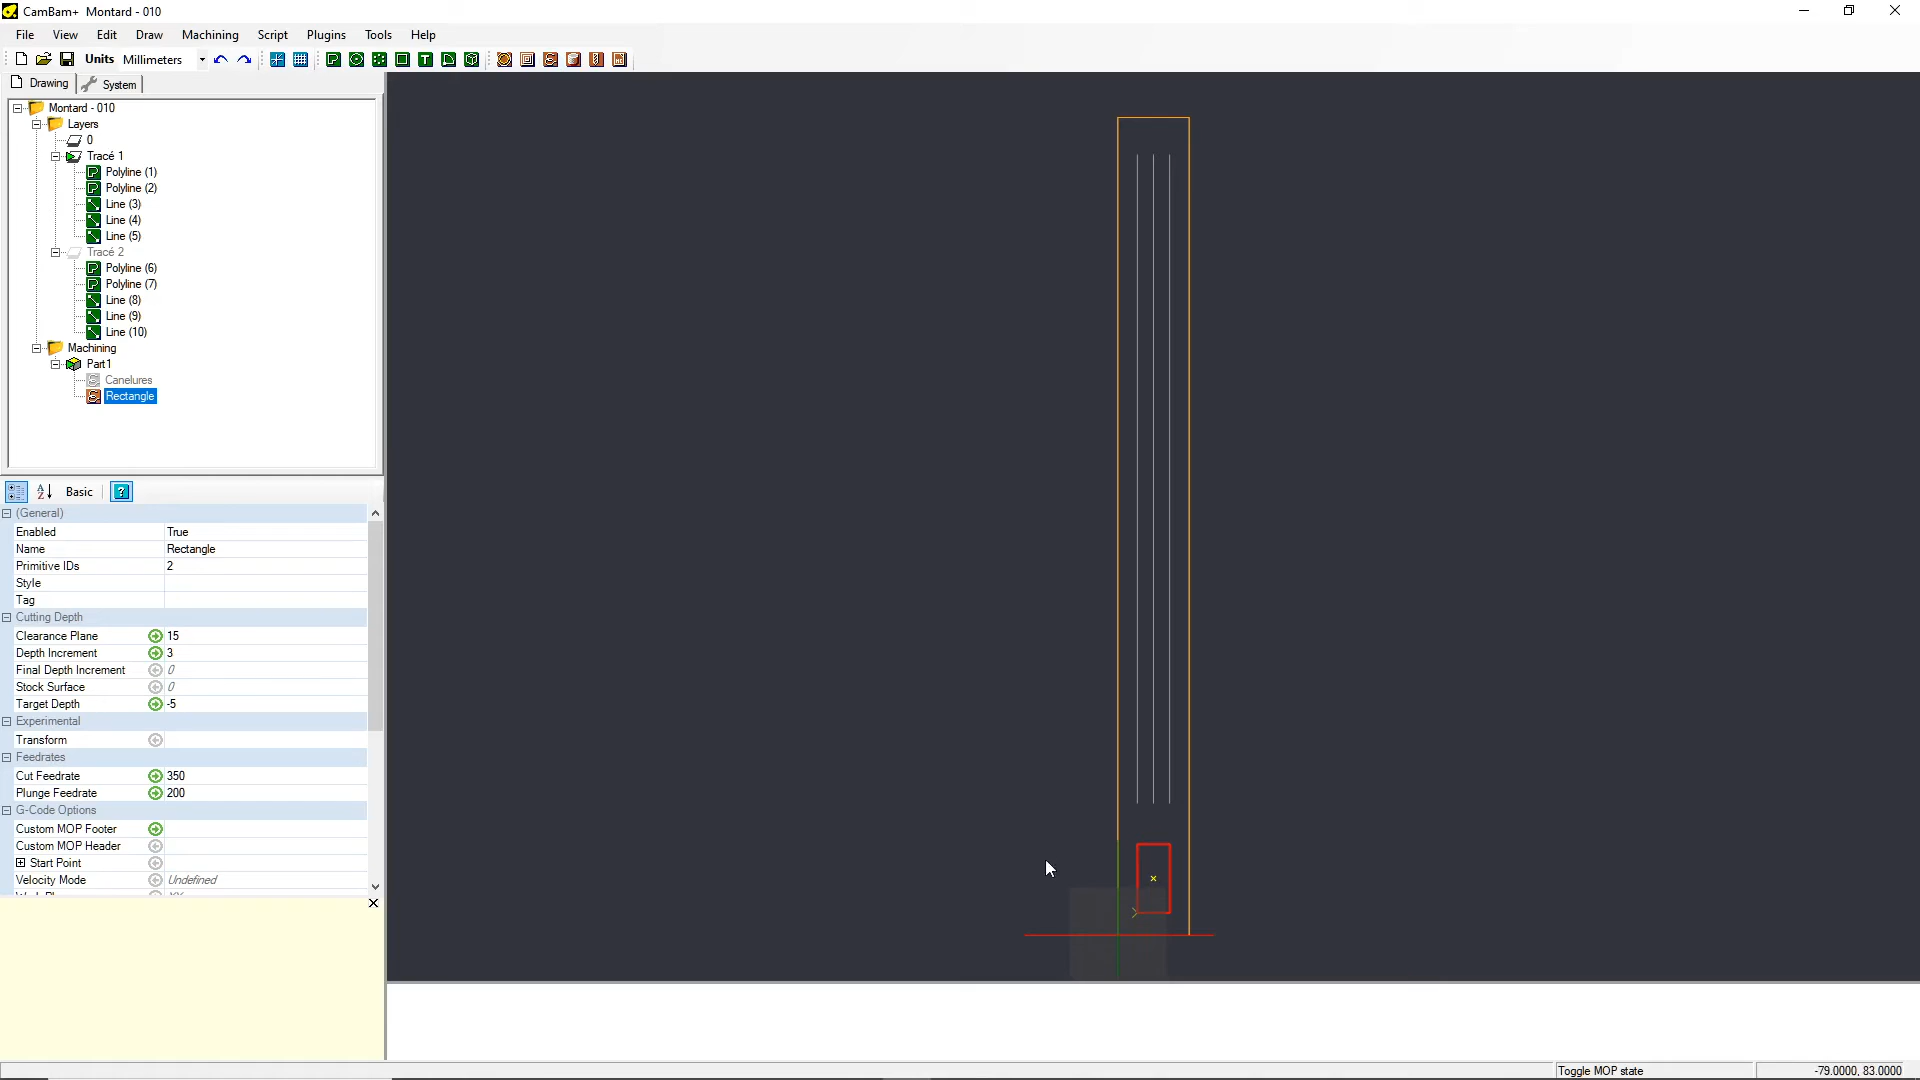 CamBam+ Montard - 010
File View Edit Draw Machining Script Plugins Tools Help
Units Millimeters
Drawing System
Montard - 010
Layers
0
Tracé 1
Polyline (1)
Polyline (2)
Line (3)
Line (4)
Line (5)
Tracé 2
Polyline (6)
Polyline (7)
Line (8)
Line (9)
Line (10)
Machining
Part1
Canelures
Rectangle
Basic
(General)
Enabled True
Name Rectangle
Primitive IDs 2
Style
Tag
Cutting Depth
Clearance Plane 15
Depth Increment 3
Final Depth Increment 0
Stock Surface 0
Target Depth -5
Experimental
Transform
Feedrates
Cut Feedrate 350
Plunge Feedrate 200
G-Code Options
Custom MOP Footer
Custom MOP Header
Start Point
Velocity Mode Undefined
Toggle MOP state -79.0000, 83.0000